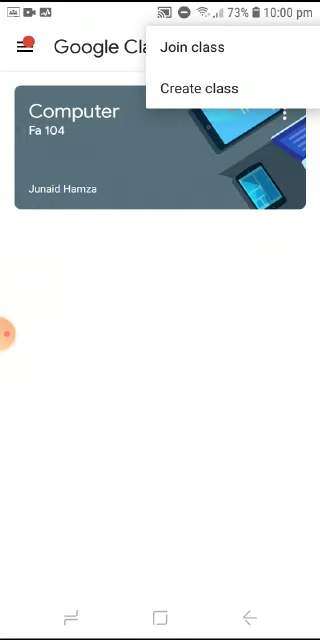 73% 10:00 pm
Google Cla
Join class
Create class
Computer
Fa 104
Junaid Hamza